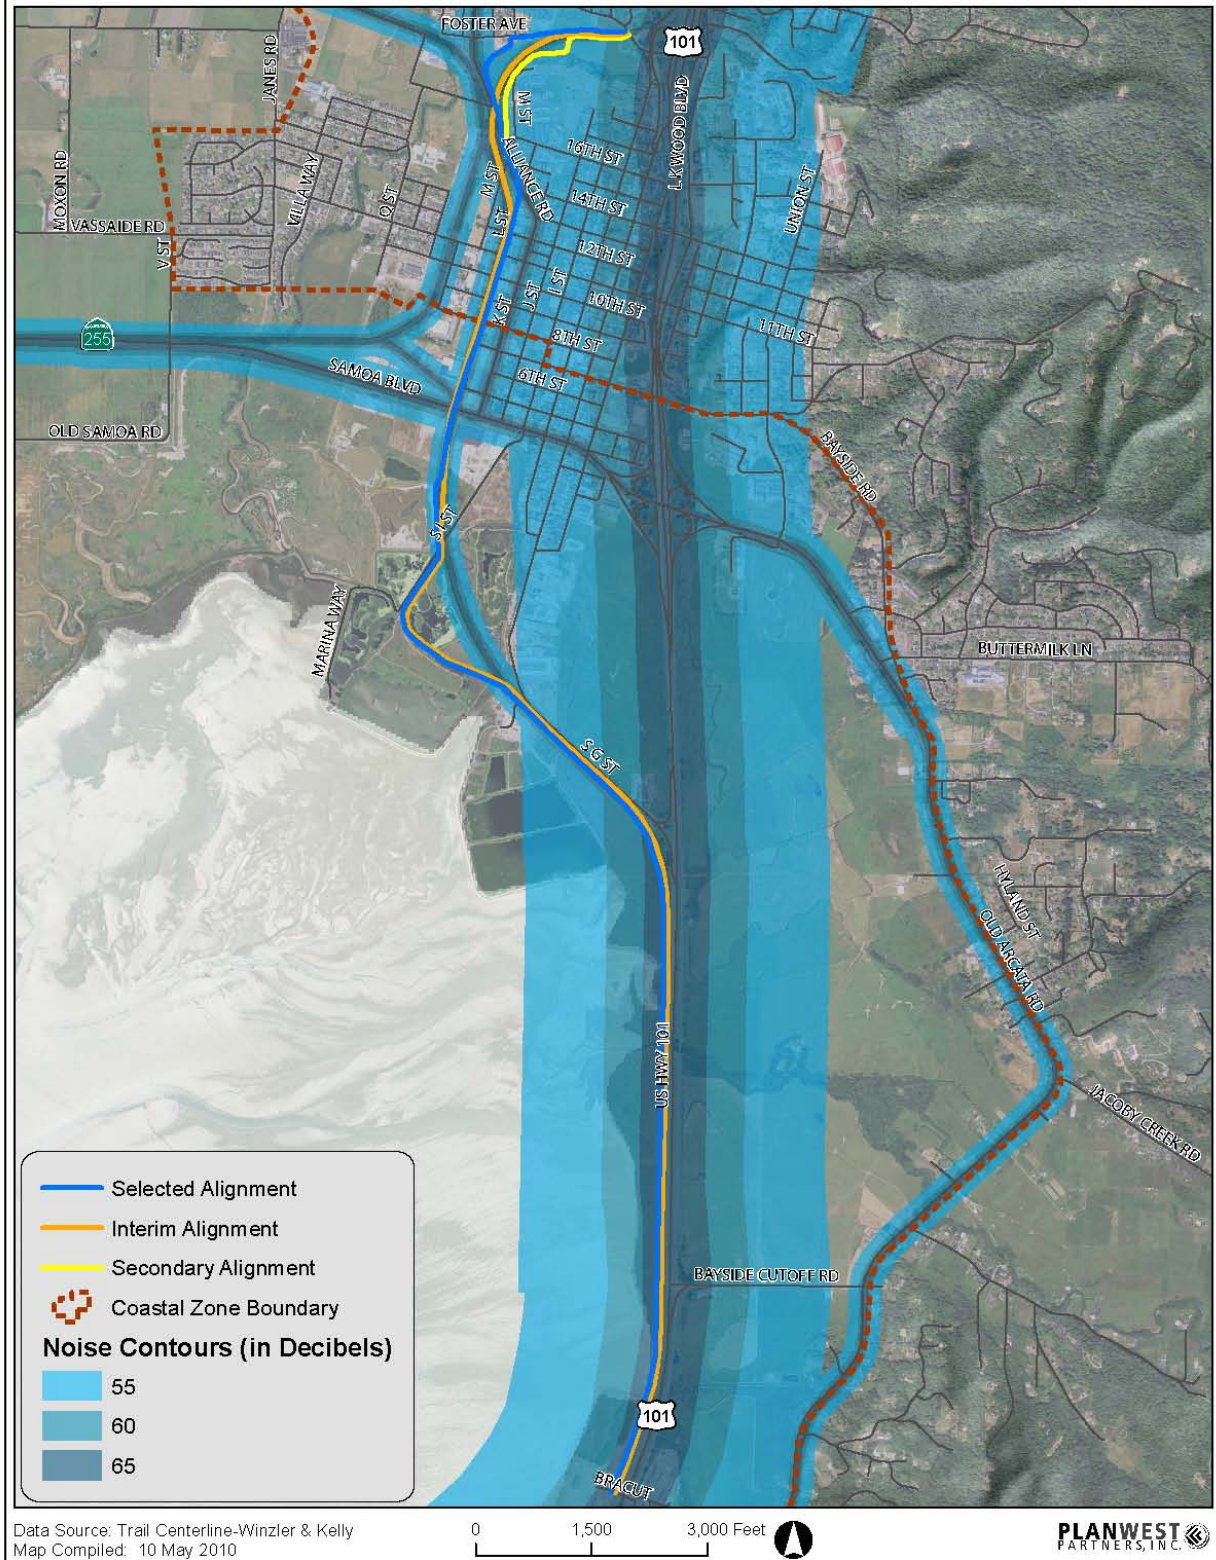 FOSTER AVE
101
JANES RD
L K WOOD BLVD
M ST
16TH ST
ALLIANCE RD
MOXON RD
VILLA WAY
Q ST
M ST
14TH ST
UNION ST
VASSAIDE RD
V ST
L ST
12TH ST
I ST
J ST
K ST
10TH ST
11TH ST
255
8TH ST
SAMOA BLVD
6TH ST
OLD SAMOA RD
BAYSIDE RD
S I ST
MARINA WAY
BUTTERMILK LN
S G ST
HYLAND ST
OLD ARCATA RD
US HWY 101
JACOBY CREEK RD
BAYSIDE CUTOFF RD
101
BRACUT
Selected Alignment
Interim Alignment
Secondary Alignment
Coastal Zone Boundary
Noise Contours (in Decibels)
55
60
65
Data Source: Trail Centerline-Winzler & Kelly
Map Compiled: 10 May 2010
0 1,500 3,000 Feet
PLANWEST
PARTNERS, INC.